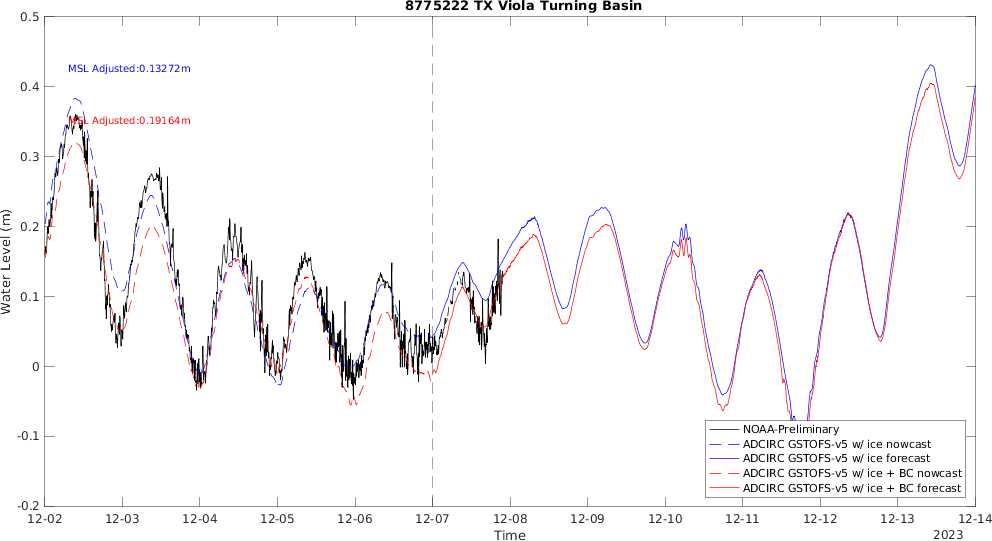 8775222 TX Viola Turning Basin
MSL Adjusted:0.13272m
MSL Adjusted:0.19164m
Water Level (m)
0.5
0.4
0.3
0.2
0.1
0
-0.1
-0.2
NOAA-Preliminary
ADCIRC GSTOFS-v5 w/ ice nowcast
ADCIRC GSTOFS-v5 w/ ice forecast
ADCIRC GSTOFS-v5 w/ ice + BC nowcast
ADCIRC GSTOFS-v5 w/ ice + BC forecast
12-02 12-03 12-04 12-05 12-06 12-07 12-08 12-09 12-10 12-11 12-12 12-13 12-14
Time
2023